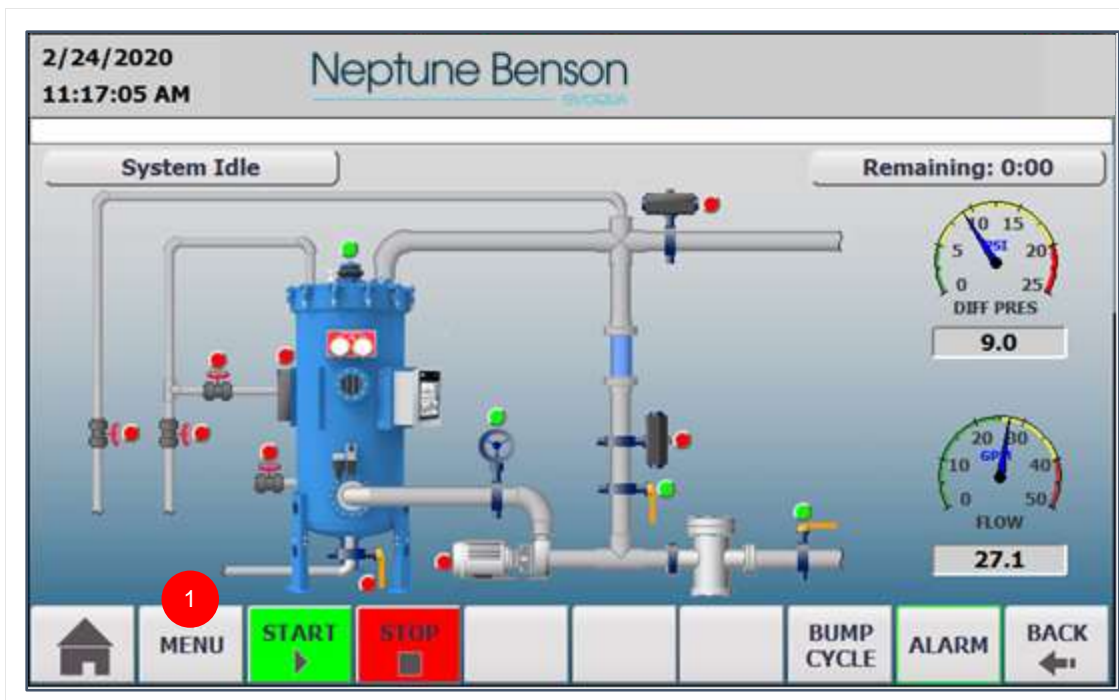 2/24/2020
11:17:05 AM
Neptune Benson
EVOQUA
System Idle
Remaining: 0:00
0 5 10 15 20 25
PSI
DIFF PRES
9.0
0 10 20 30 40 50
GPM
FLOW
27.1
1
MENU
START
STOP
BUMP
CYCLE
ALARM
BACK